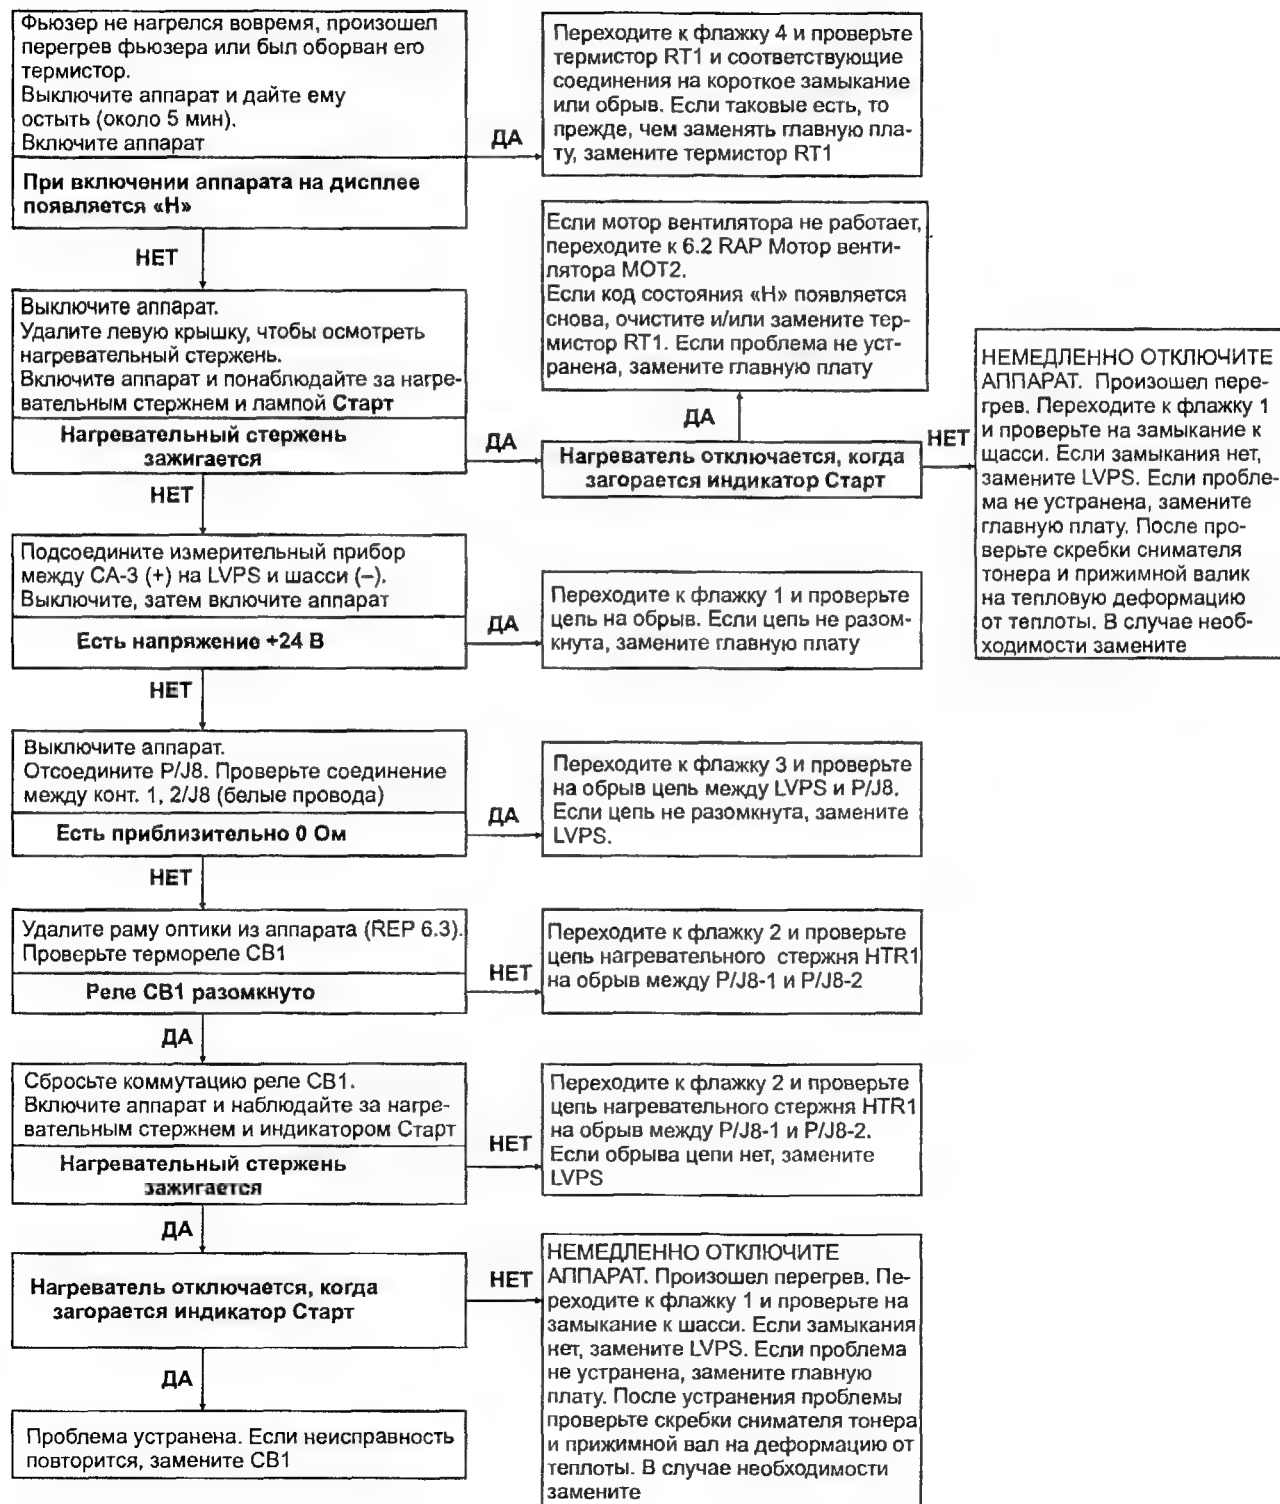 Фьюзер не нагрелся вовремя, произошел
перегрев фьюзера или был оборван его
термистор.
Выключите аппарат и дайте ему
остыть (около 5 мин).
Включите аппарат
При включении аппарата на дисплее
появляется «Н»
ДА
Переходите к флажку 4 и проверьте
термистор RT1 и соответствующие
соединения на короткое замыкание
или обрыв. Если таковые есть, то
прежде, чем заменять главную пла-
ту, замените термистор RT1
НЕТ
Выключите аппарат.
Удалите левую крышку, чтобы осмотреть
нагревательный стержень.
Включите аппарат и понаблюдайте за нагре-
вательным стержнем и лампой Старт
Нагревательный стержень
зажигается
ДА
Нагреватель отключается, когда
загорается индикатор Старт
ДА
Если мотор вентилятора не работает,
переходите к 6.2 RAP Мотор венти-
лятора МОТ2.
Если код состояния «Н» появляется
снова, очистите и/или замените тер-
мистор RT1. Если проблема не уст-
ранена, замените главную плату
НЕТ
НЕМЕДЛЕННО ОТКЛЮЧИТЕ
АППАРАТ. Произошел пере-
грев. Переходите к флажку 1
и проверьте на замыкание к
щасси. Если замыкания нет,
замените LVPS. Если пробле-
ма не устранена, замените
главную плату. После про-
верьте скребки снимателя
тонера и прижимной валик
на тепловую деформацию
от теплоты. В случае необ-
ходимости замените
НЕТ
Подсоедините измерительный прибор
между СА-3 (+) на LVPS и шасси (–).
Выключите, затем включите аппарат
Есть напряжение +24 В
ДА
Переходите к флажку 1 и проверьте
цепь на обрыв. Если цепь не разом-
кнута, замените главную плату
НЕТ
Выключите аппарат.
Отсоедините P/J8. Проверьте соединение
между конт. 1, 2/J8 (белые провода)
Есть приблизительно 0 Ом
ДА
Переходите к флажку 3 и проверьте
на обрыв цепь между LVPS и P/J8.
Если цепь не разомкнута, замените
LVPS.
НЕТ
Удалите раму оптики из аппарата (REP 6.3).
Проверьте термореле СВ1
Реле СВ1 разомкнуто
НЕТ
Переходите к флажку 2 и проверьте
цепь нагревательного стержня HTR1
на обрыв между P/J8-1 и P/J8-2
ДА
Сбросьте коммутацию реле СВ1.
Включите аппарат и наблюдайте за нагре-
вательным стержнем и индикатором Старт
Нагревательный стержень
зажигается
НЕТ
Переходите к флажку 2 и проверьте
цепь нагревательного стержня HTR1
на обрыв между P/J8-1 и P/J8-2.
Если обрыва цепи нет, замените
LVPS
ДА
Нагреватель отключается, когда
загорается индикатор Старт
НЕТ
НЕМЕДЛЕННО ОТКЛЮЧИТЕ
АППАРАТ. Произошел перегрев. Пе-
реходите к флажку 1 и проверьте на
замыкание к шасси. Если замыкания
нет, замените LVPS. Если проблема
не устранена, замените главную
плату. После устранения проблемы
проверьте скребки снимателя тонера
и прижимной вал на деформацию от
теплоты. В случае необходимости
замените
ДА
Проблема устранена. Если неисправность
повторится, замените СВ1